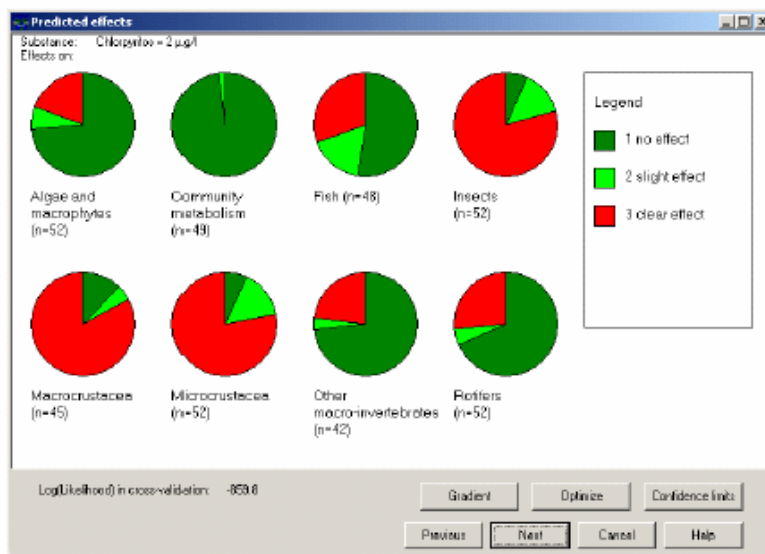 Predicted effects
Substance: Chlorpyrifos = 2 µg/l
Effects on:
Algae and
macrophytes
(n=52)
Community
metabolism
(n=49)
Fish (n=48)
Insects
(n=52)
Legend
1 no effect
2 slight effect
3 clear effect
Macrocrustacea
(n=45)
Microcrustacea
(n=52)
Other
macro-invertebrates
(n=42)
Rotifers
(n=52)
Log(Likelihood) in cross-validation: -859.8
Gradient
Optimize
Confidence limits
Previous
Next
Cancel
Help